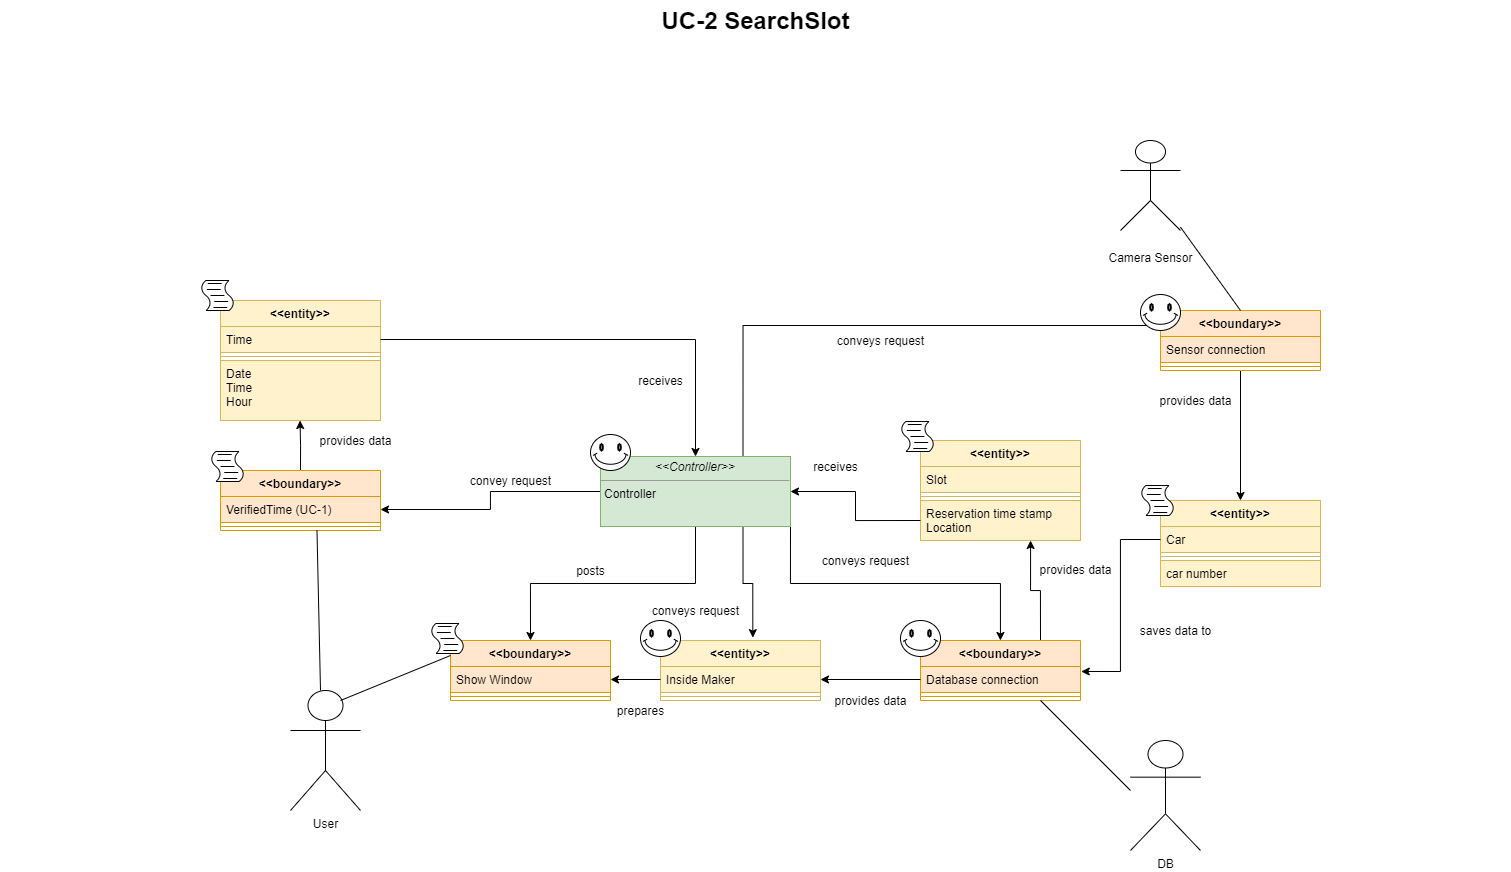 UC-2 SearchSlot
Camera Sensor
<<entity>>
Time
Date
Time
Hour
receives
conveys request
<<boundary>>
Sensor connection
provides data
provides data
<<boundary>>
VerifiedTime (UC-1)
convey request
<<Controller>>
Controller
receives
<<entity>>
Slot
Reservation time stamp
Location
<<entity>>
Car
car number
posts
conveys request
conveys request
provides data
saves data to
<<boundary>>
Show Window
prepares
<<entity>>
Inside Maker
provides data
<<boundary>>
Database connection
User
DB